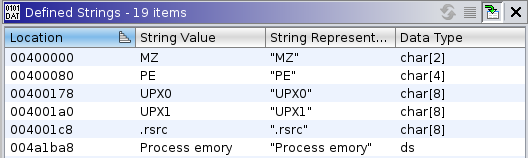 0101 DAT Defined Strings - 19 items
Location String Value String Represent... Data Type
00400000 MZ "MZ" char[2]
00400080 PE "PE" char[4]
00400178 UPX0 "UPX0" char[8]
004001a0 UPX1 "UPX1" char[8]
004001c8 .rsrc ".rsrc" char[8]
004a1ba8 Process emory "Process emory" ds